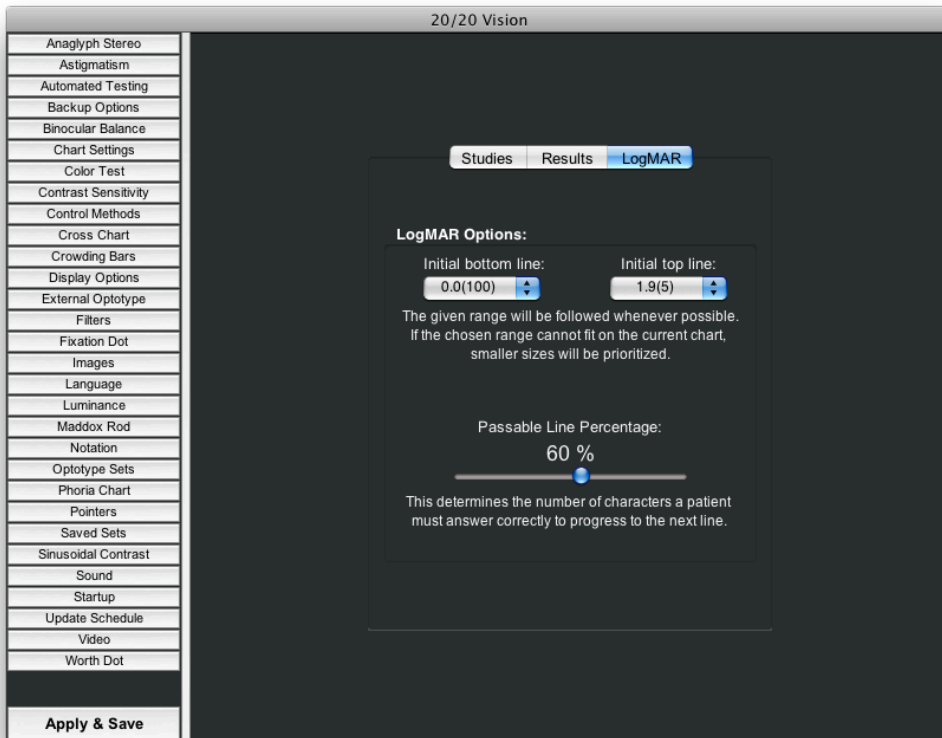 20/20 Vision
Anaglyph Stereo
Astigmatism
Automated Testing
Backup Options
Binocular Balance
Chart Settings
Color Test
Contrast Sensitivity
Control Methods
Cross Chart
Crowding Bars
Display Options
External Optotype
Filters
Fixation Dot
Images
Language
Luminance
Maddox Rod
Notation
Optotype Sets
Phoria Chart
Pointers
Saved Sets
Sinusoidal Contrast
Sound
Startup
Update Schedule
Video
Worth Dot
Apply & Save
Studies Results LogMAR
LogMAR Options:
Initial bottom line: Initial top line:
0.0(100) 1.9(5)
The given range will be followed whenever possible.
If the chosen range cannot fit on the current chart,
smaller sizes will be prioritized.
Passable Line Percentage:
60 %
This determines the number of characters a patient
must answer correctly to progress to the next line.